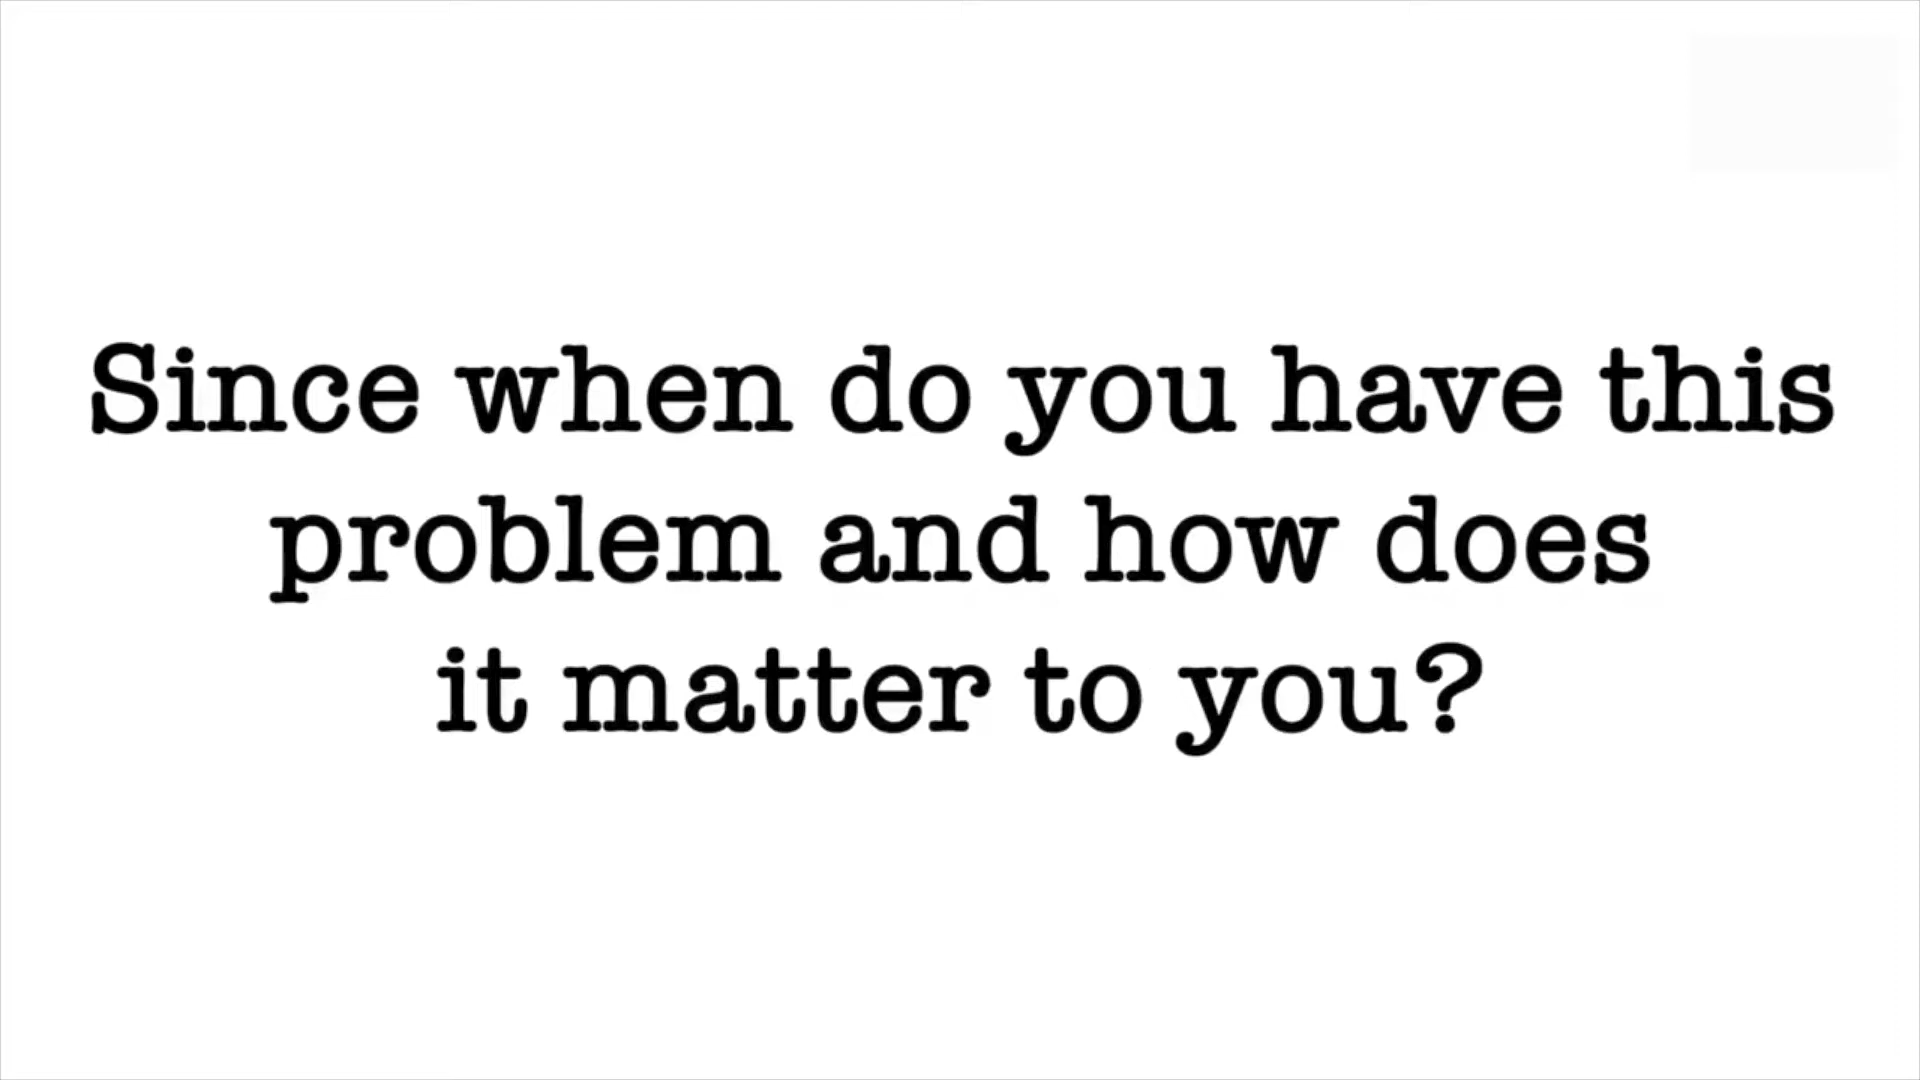 Since when do you have this
problem and how does
it matter to you?